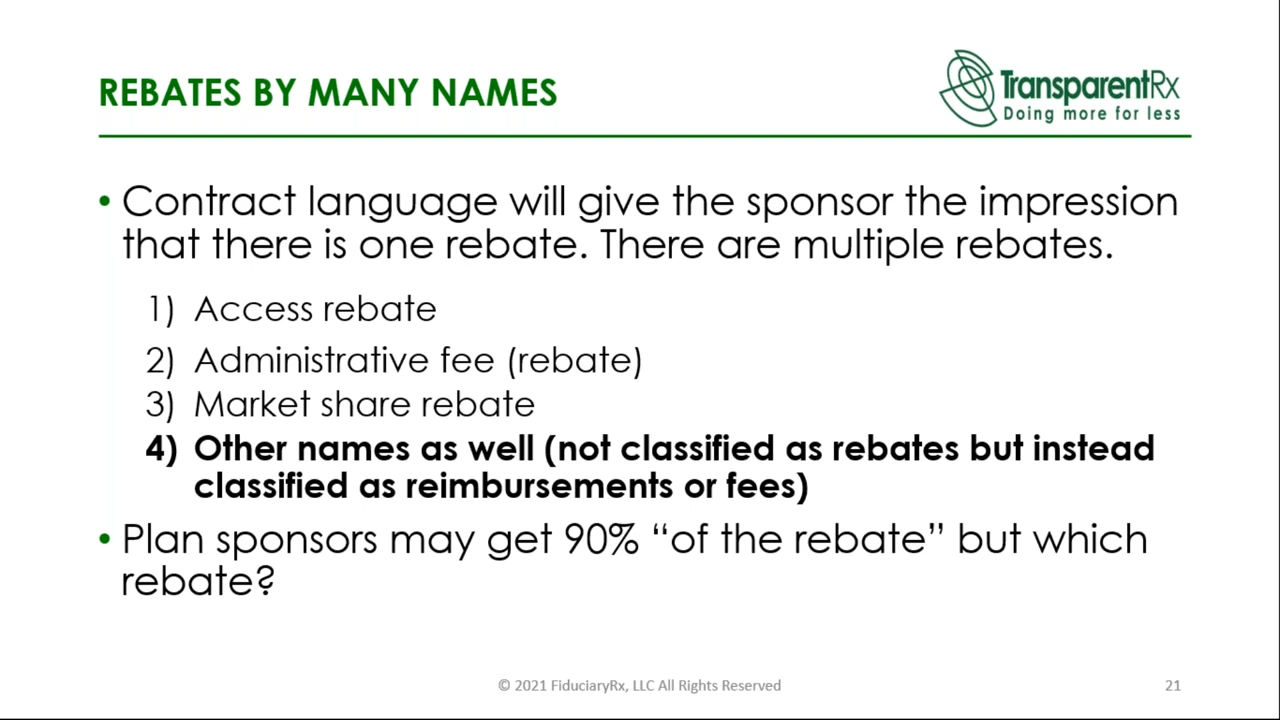 REBATES BY MANY NAMES
TransparentRx
Doing more for less
• Contract language will give the sponsor the impression
that there is one rebate. There are multiple rebates.
1) Access rebate
2) Administrative fee (rebate)
3) Market share rebate
4) Other names as well (not classified as rebates but instead
classified as reimbursements or fees)
• Plan sponsors may get 90% “of the rebate” but which
rebate?
© 2021 FiduciaryRx, LLC All Rights Reserved
21